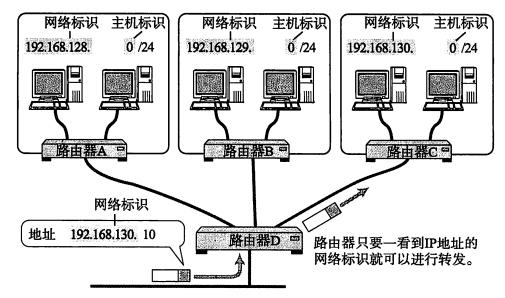 网络标识 主机标识
192.168.128. 0 /24
网络标识 主机标识
192.168.129. 0 /24
网络标识 主机标识
192.168.130. 0 /24
路由器A
路由器B
路由器C
网络标识
地址 192.168.130. 10
路由器D
路由器只要一看到IP地址的
网络标识就可以进行转发。